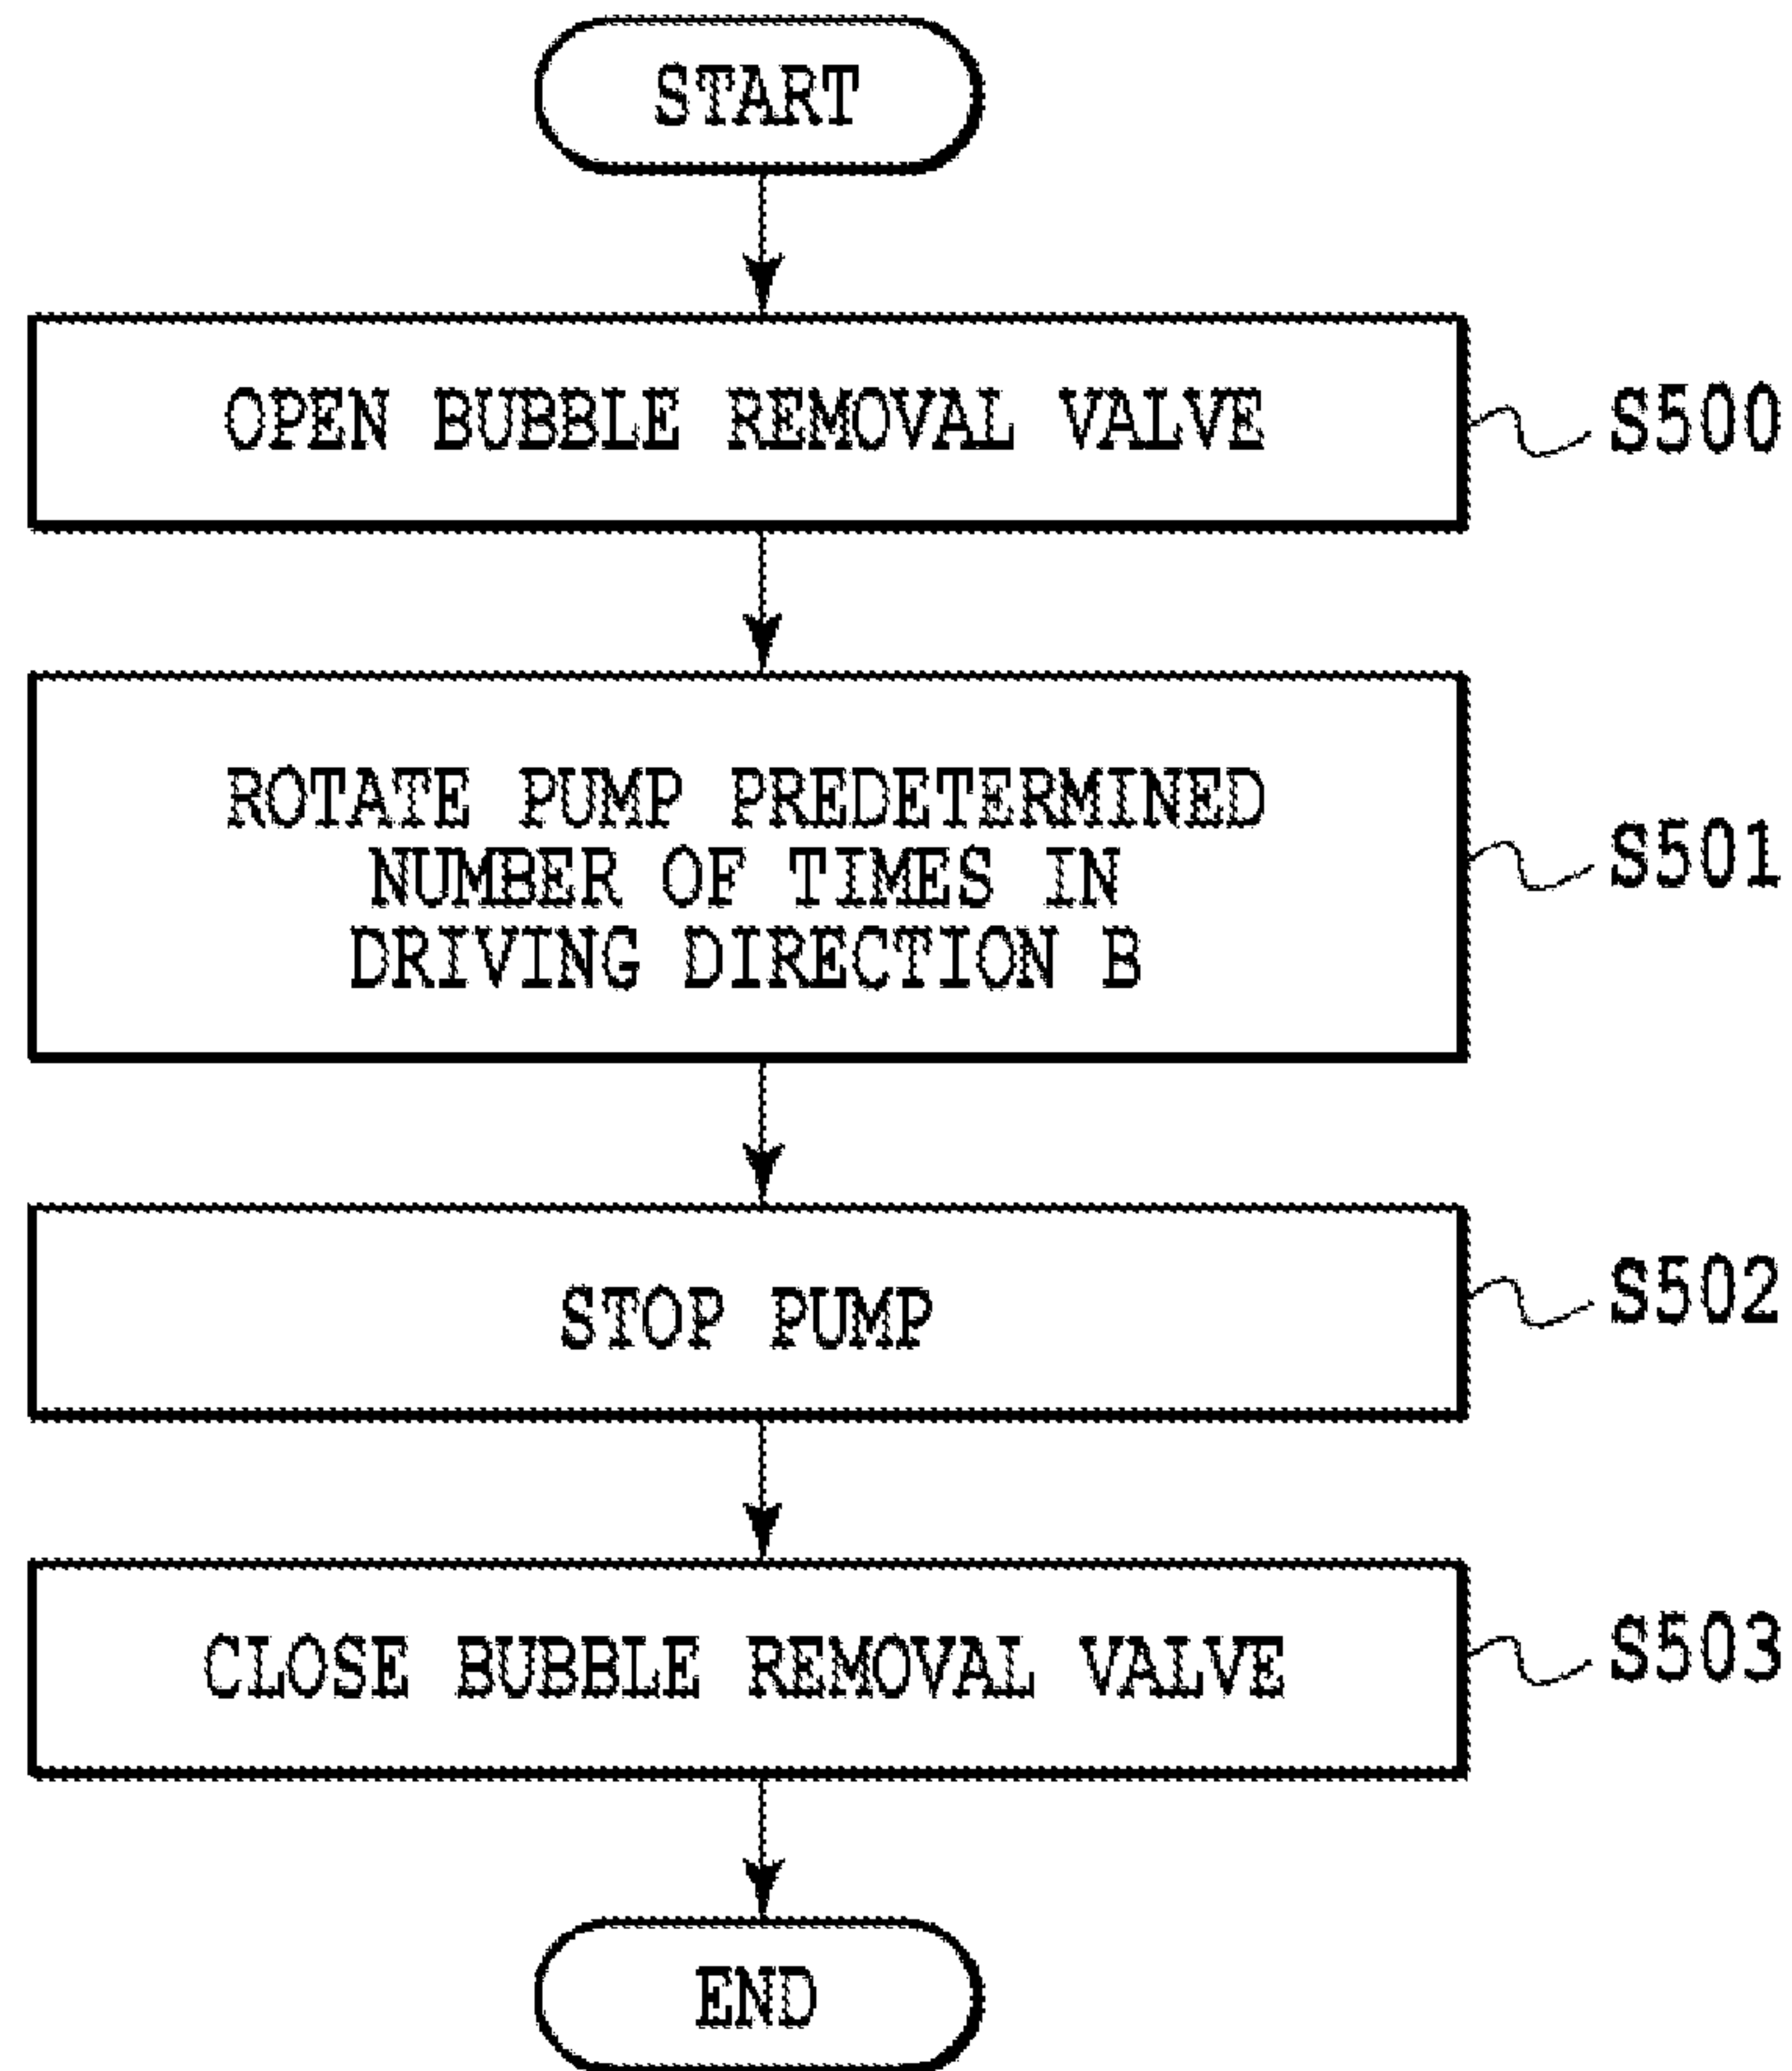 START
OPEN BUBBLE REMOVAL VALVE
S500
ROTATE PUMP PREDETERMINED
NUMBER OF TIMES IN
DRIVING DIRECTION B
S501
STOP PUMP
S502
CLOSE BUBBLE REMOVAL VALVE
S503
END